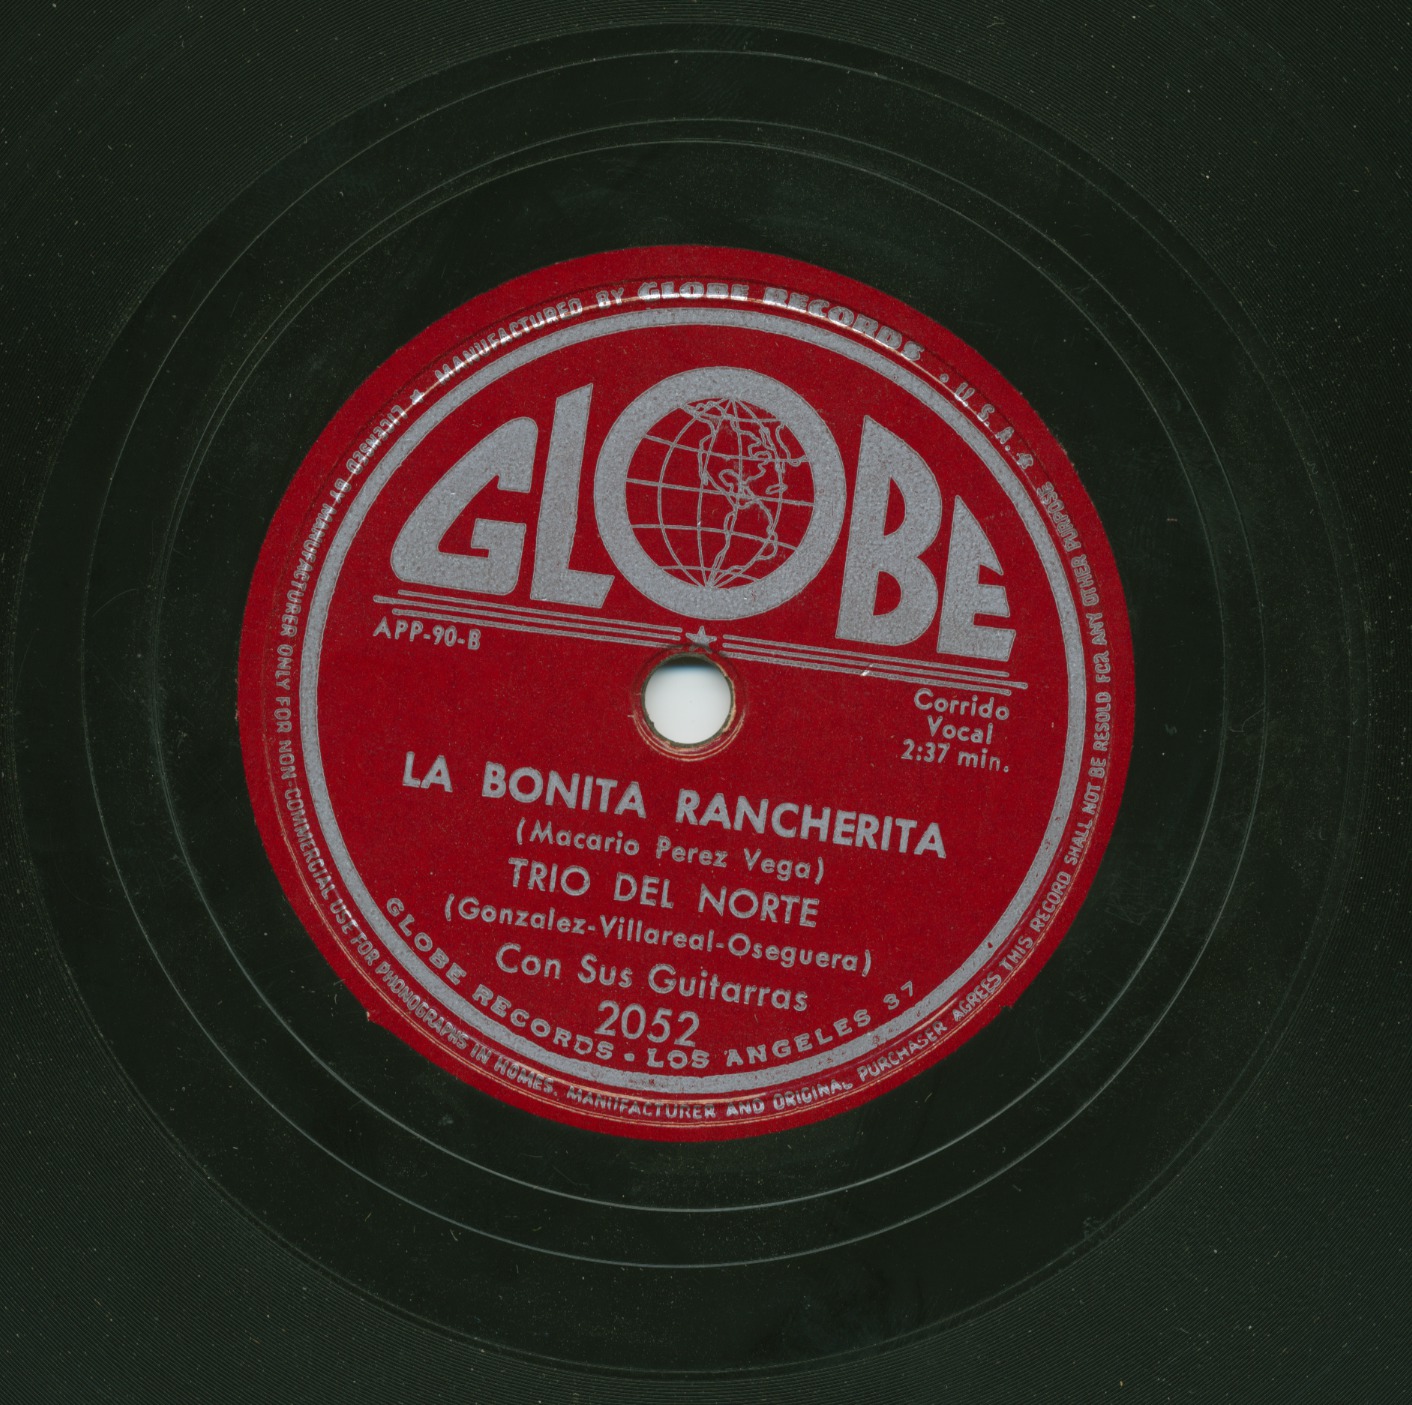 MANUFACTURED BY GLOBE RECORDS • U. S. A.
GLOBE
APP-90-B
Corrido
Vocal
2:37 min.
LA BONITA RANCHERITA
(Macario Perez Vega)
TRIO DEL NORTE
(Gonzalez-Villareal-Oseguera)
Con Sus Guitarras
2052
GLOBE RECORDS • LOS ANGELES 37
LICENSED BY MANUFACTURER ONLY FOR NON-COMMERCIAL USE FOR PHONOGRAPHS IN HOMES. MANUFACTURER AND ORIGINAL PURCHASER AGREES THIS RECORD SHALL NOT BE RESOLD FOR ANY OTHER PURPOSE